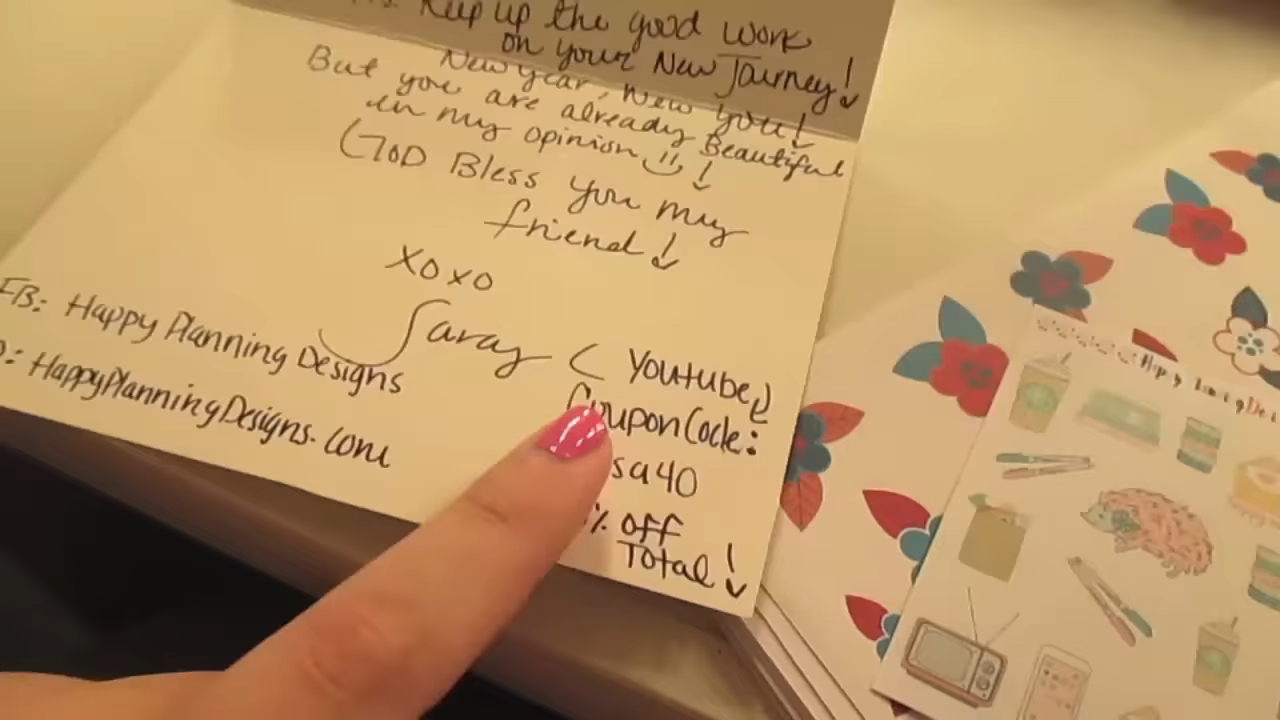 Keep up the good work
on your New Journey!
New year, New you!
But you are already Beautiful
in my opinion !
GOD Bless you my
friend!
XOXO
Saray
FB: Happy Planning Designs
HappyPlanningDesigns.com
( Youtube)
Coupon Code:
sa40
% off
Total!